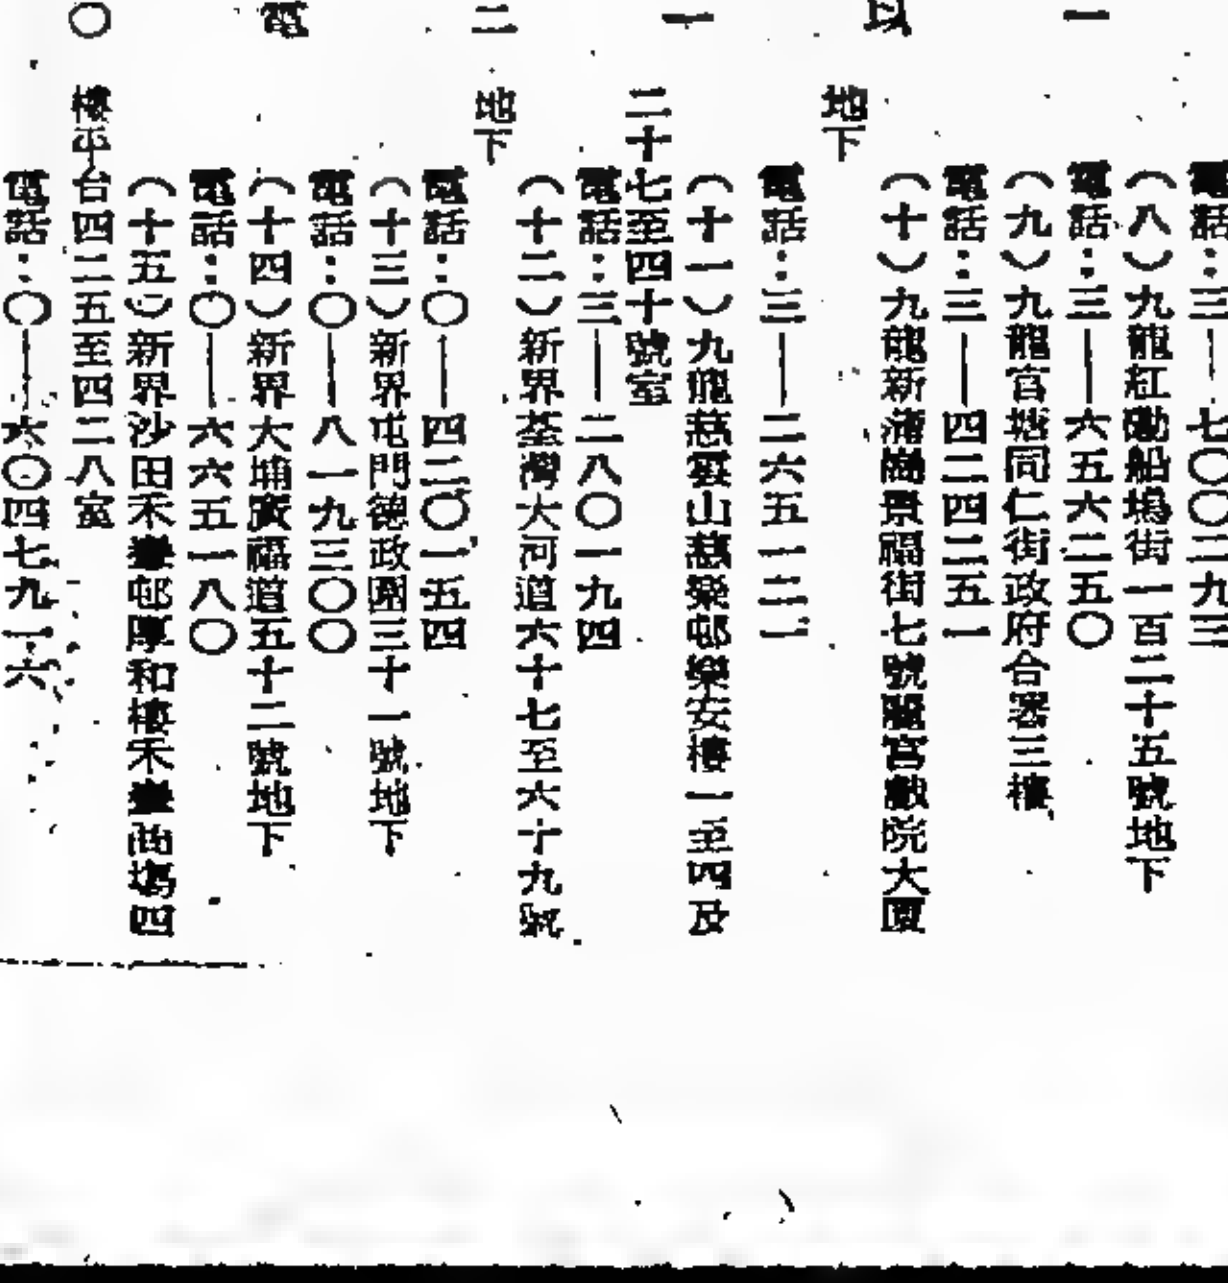 一
以
一
二
電
〇
電話：三—七〇〇二九三
（八）九龍紅磡船塢街一百二十五號地下
電話：三—六五六二五〇
（九）九龍官塘同仁街政府合署三樓
電話：三—四二四二五一
（十）九龍新蒲崗景福街七號麗宮戲院大厦
地下
電話：三—二六五一二一
（十一）九龍慈雲山慈樂邨樂安樓一至四及
二十七至四十號室
電話：三—二八〇一九四
（十二）新界荃灣大河道六十七至六十九號
地下
電話：〇—四二〇一五四
（十三）新界屯門德政圍三十一號地下
電話：〇—八一九三〇〇
（十四）新界大埔廣福道五十二號地下
電話：〇—六六五一八〇
（十五）新界沙田禾輋邨厚和樓禾輋商場四
樓平台四二五至四二八室
電話：〇—六〇四七九一六